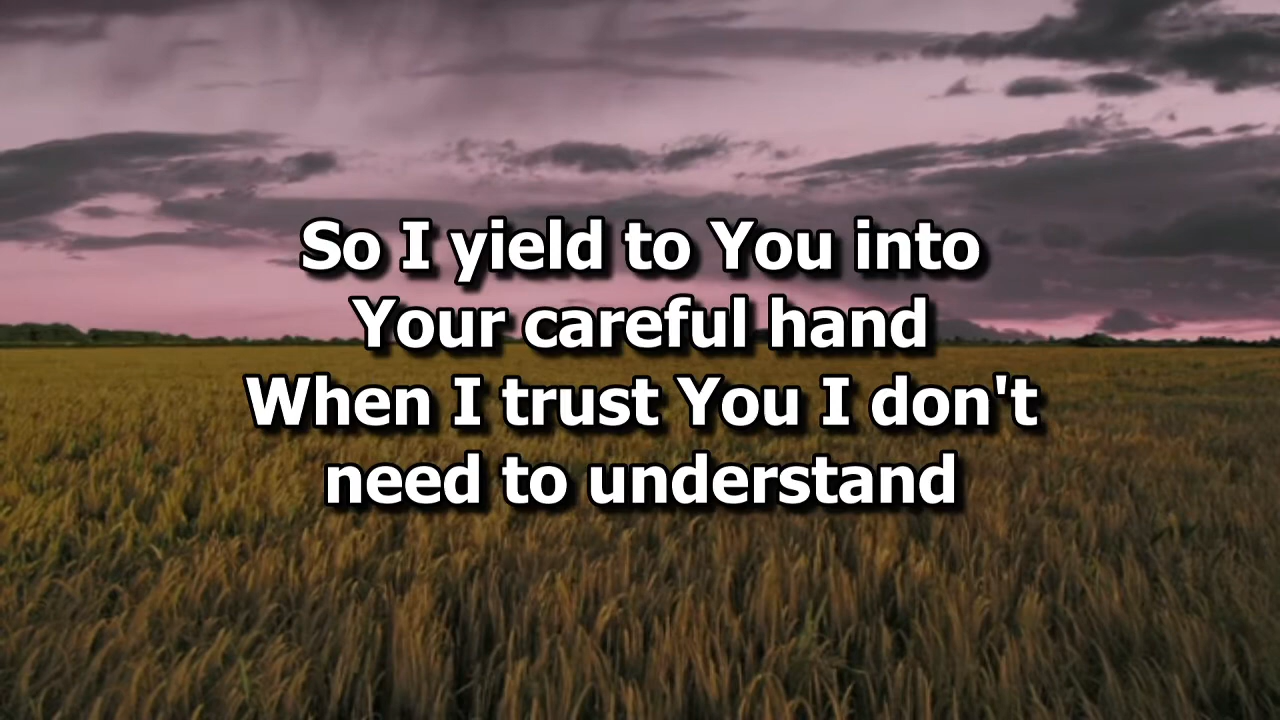 So I yield to You into
Your careful hand
When I trust You I don't
need to understand